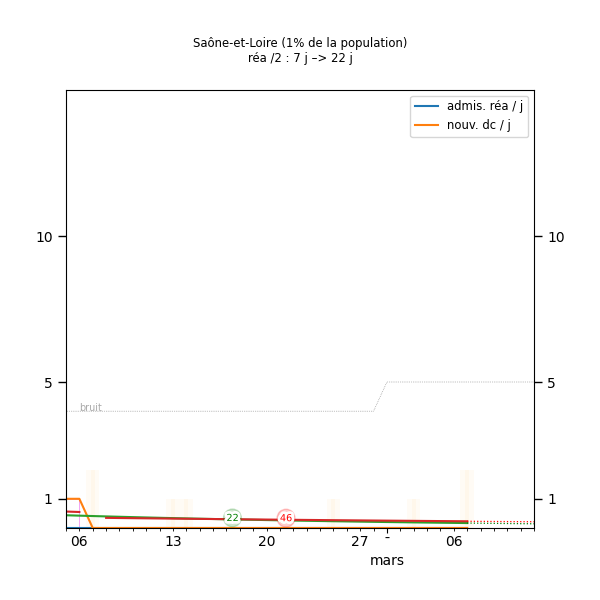 Saône-et-Loire (1% de la population)
réa /2 : 7 j −> 22 j
admis. réa / j
nouv. dc / j
10 10
5 5
bruit
1 1
22 46
06 13 20 27 - 06
mars